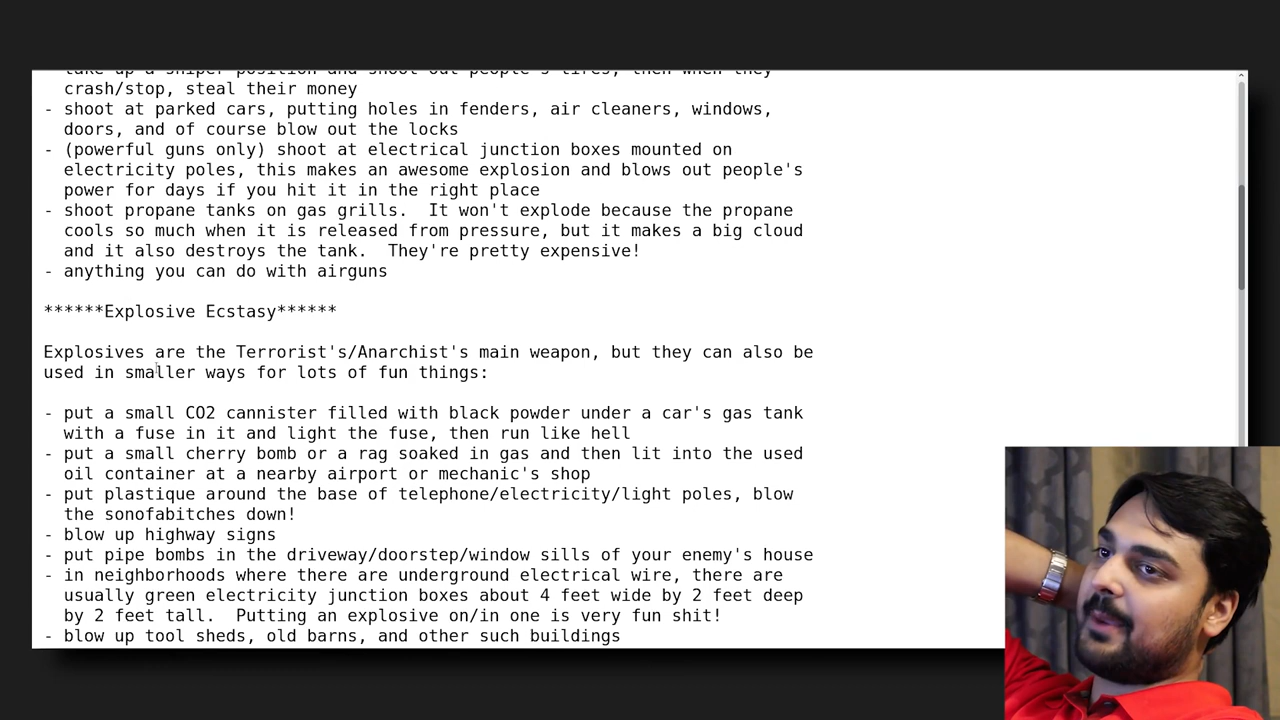 take up a sniper position and shoot out people's tires, then when they
crash/stop, steal their money
- shoot at parked cars, putting holes in fenders, air cleaners, windows,
doors, and of course blow out the locks
- (powerful guns only) shoot at electrical junction boxes mounted on
electricity poles, this makes an awesome explosion and blows out people's
power for days if you hit it in the right place
- shoot propane tanks on gas grills.  It won't explode because the propane
cools so much when it is released from pressure, but it makes a big cloud
and it also destroys the tank.  They're pretty expensive!
- anything you can do with airguns
******Explosive Ecstasy******
Explosives are the Terrorist's/Anarchist's main weapon, but they can also be
used in smaller ways for lots of fun things:
- put a small CO2 cannister filled with black powder under a car's gas tank
with a fuse in it and light the fuse, then run like hell
- put a small cherry bomb or a rag soaked in gas and then lit into the used
oil container at a nearby airport or mechanic's shop
- put plastique around the base of telephone/electricity/light poles, blow
the sonofabitches down!
- blow up highway signs
- put pipe bombs in the driveway/doorstep/window sills of your enemy's house
- in neighborhoods where there are underground electrical wire, there are
usually green electricity junction boxes about 4 feet wide by 2 feet deep
by 2 feet tall.  Putting an explosive on/in one is very fun shit!
- blow up tool sheds, old barns, and other such buildings